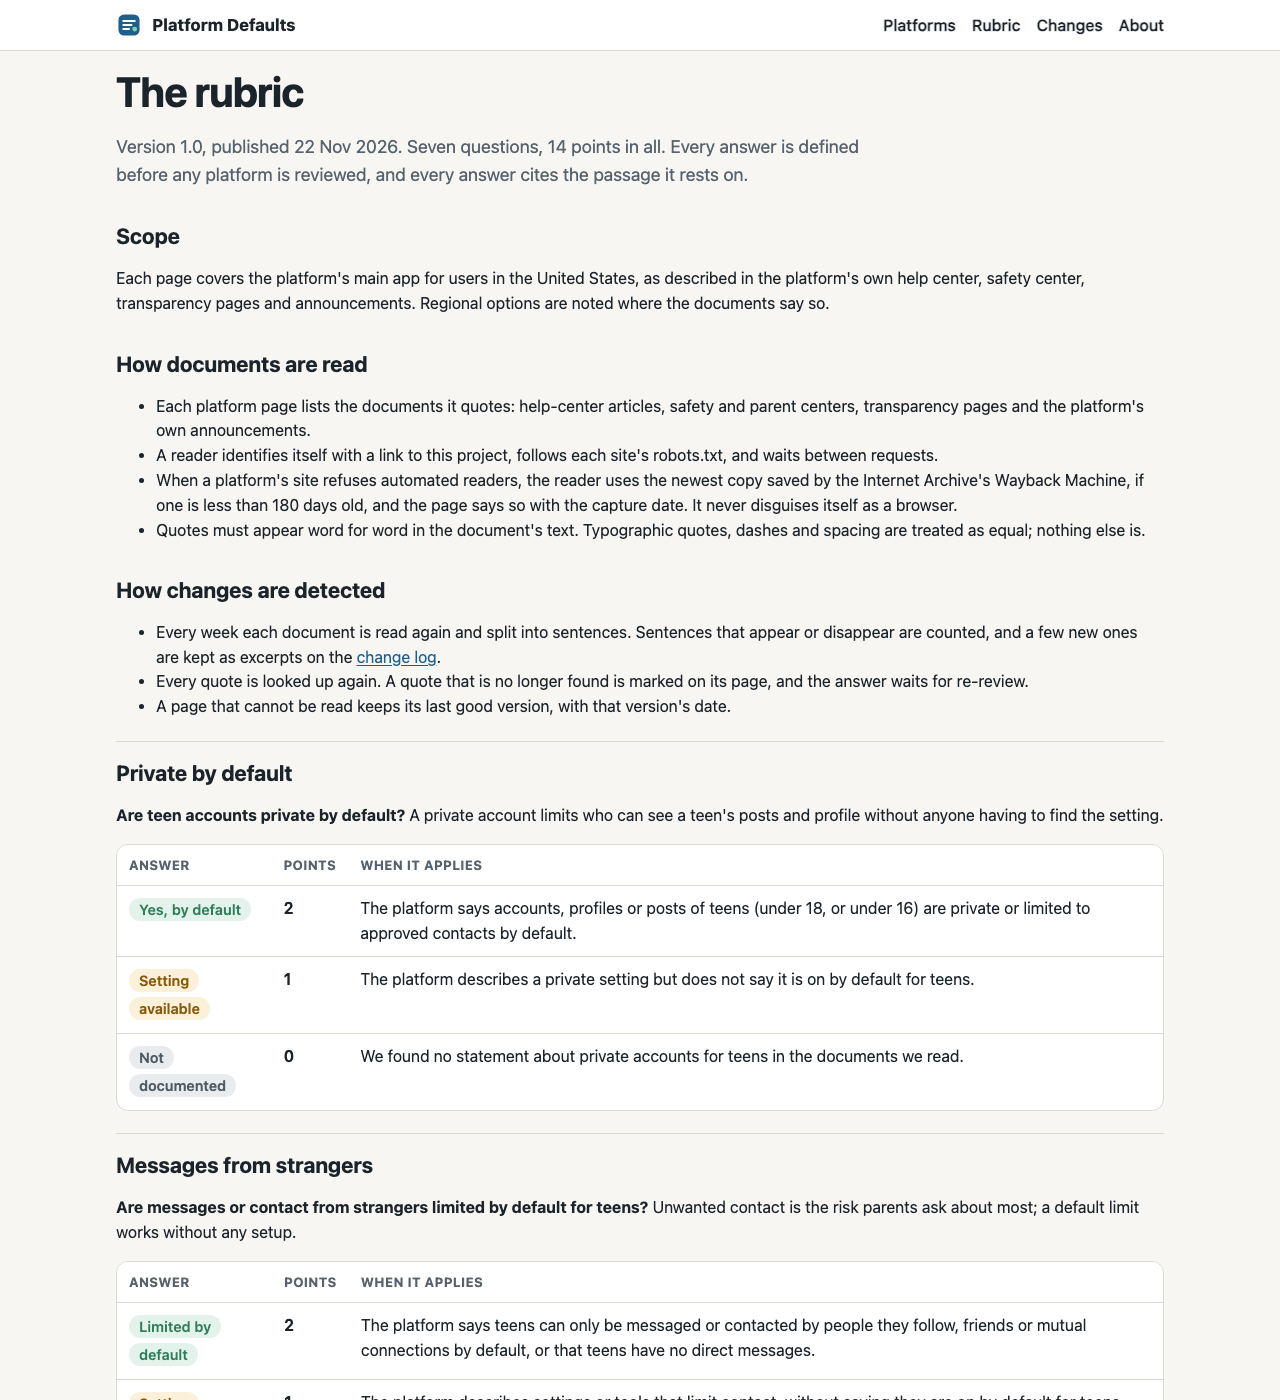 Platform Defaults
Platforms Rubric Changes About
The rubric
Version 1.0, published 22 Nov 2026. Seven questions, 14 points in all. Every answer is defined
before any platform is reviewed, and every answer cites the passage it rests on.
Scope
Each page covers the platform's main app for users in the United States, as described in the platform's own help center, safety center,
transparency pages and announcements. Regional options are noted where the documents say so.
How documents are read
• Each platform page lists the documents it quotes: help-center articles, safety and parent centers, transparency pages and the platform's
own announcements.
• A reader identifies itself with a link to this project, follows each site's robots.txt, and waits between requests.
• When a platform's site refuses automated readers, the reader uses the newest copy saved by the Internet Archive's Wayback Machine, if
one is less than 180 days old, and the page says so with the capture date. It never disguises itself as a browser.
• Quotes must appear word for word in the document's text. Typographic quotes, dashes and spacing are treated as equal; nothing else is.
How changes are detected
• Every week each document is read again and split into sentences. Sentences that appear or disappear are counted, and a few new ones
are kept as excerpts on the change log.
• Every quote is looked up again. A quote that is no longer found is marked on its page, and the answer waits for re-review.
• A page that cannot be read keeps its last good version, with that version's date.
Private by default
Are teen accounts private by default? A private account limits who can see a teen's posts and profile without anyone having to find the setting.
ANSWER POINTS WHEN IT APPLIES
Yes, by default 2 The platform says accounts, profiles or posts of teens (under 18, or under 16) are private or limited to
approved contacts by default.
Setting 1 The platform describes a private setting but does not say it is on by default for teens.
available
Not 0 We found no statement about private accounts for teens in the documents we read.
documented
Messages from strangers
Are messages or contact from strangers limited by default for teens? Unwanted contact is the risk parents ask about most; a default limit
works without any setup.
ANSWER POINTS WHEN IT APPLIES
Limited by 2 The platform says teens can only be messaged or contacted by people they follow, friends or mutual
default connections by default, or that teens have no direct messages.
Setting 1 The platform describes settings or tools that limit contact, without saying they are on by default for teens.